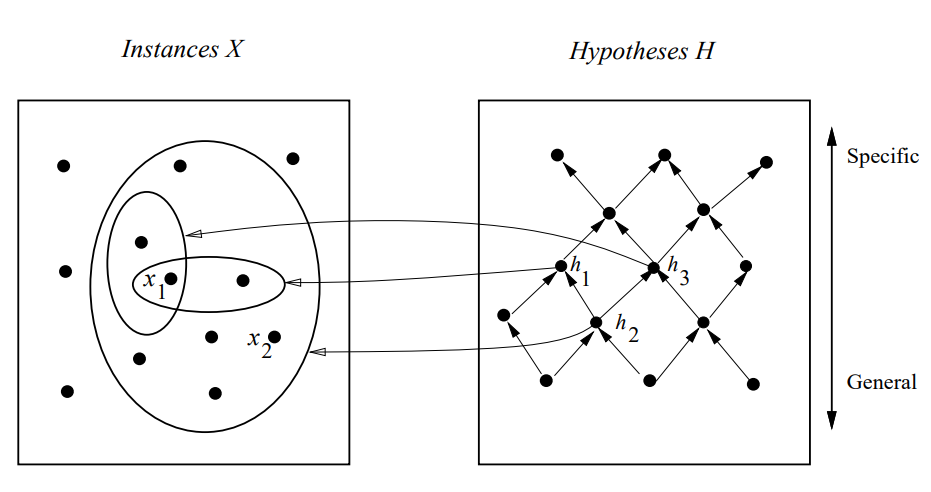 Instances X
Hypotheses H
Specific
x1
h1
h3
x2
h2
General